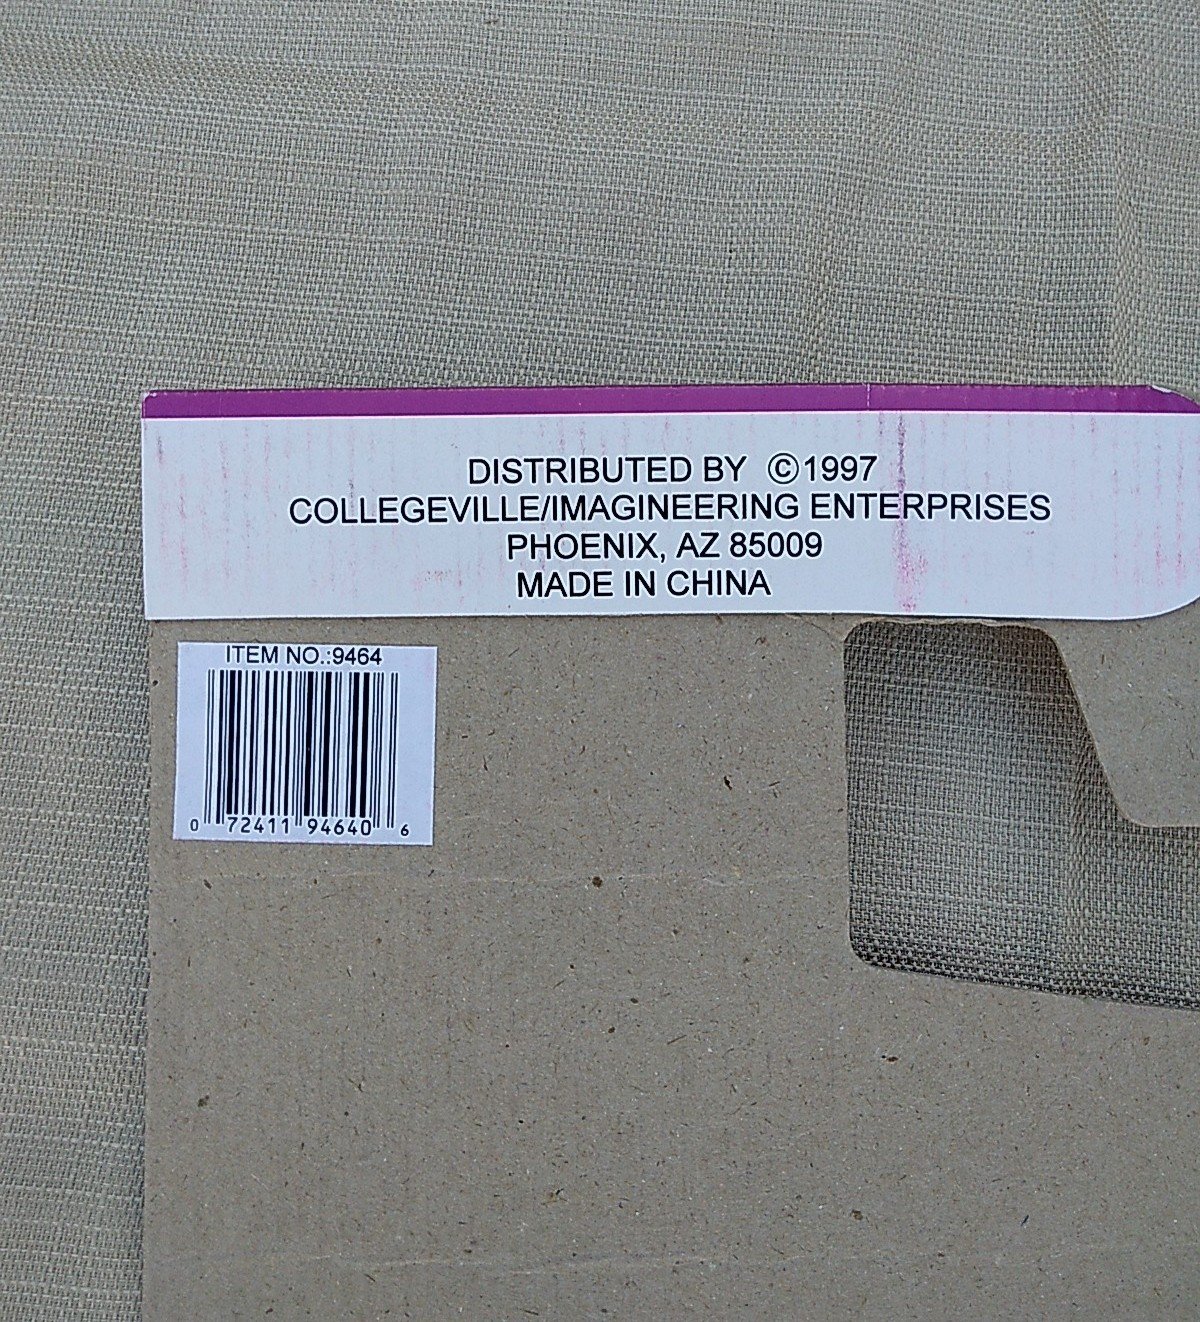 DISTRIBUTED BY ©1997
COLLEGEVILLE/IMAGINEERING ENTERPRISES
PHOENIX, AZ 85009
MADE IN CHINA
ITEM NO.:9464
0 72411 94640 6